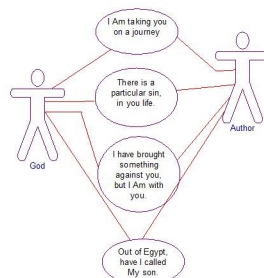 I Am taking you
on a journey
There is a
particular sin,
in you life.
God
Author
I have brought
something
against you,
but I Am with
you.
Out of Egypt,
have I called
My son.